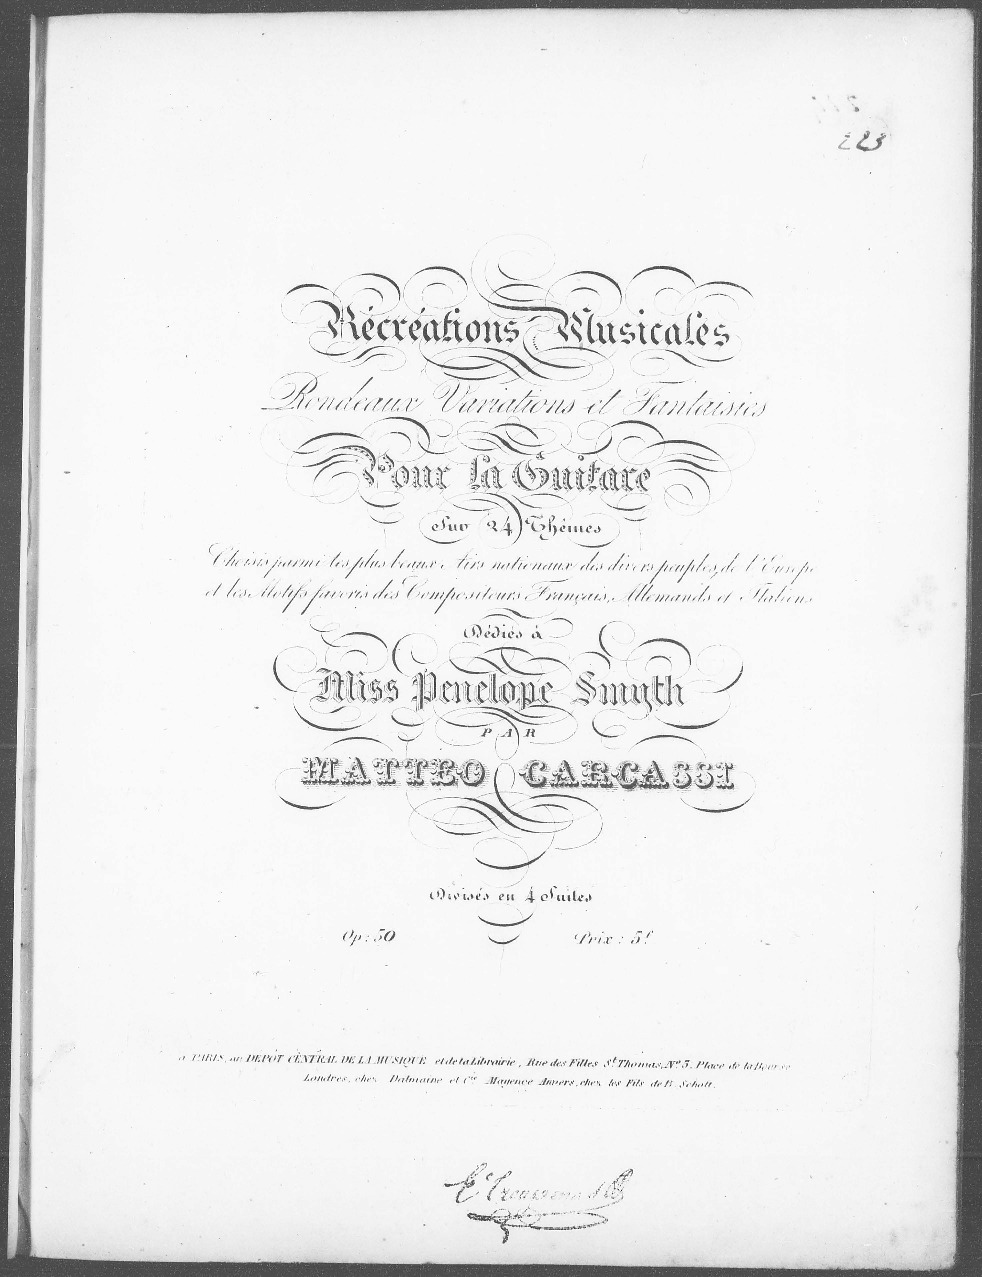 223
Récréations Musicales
Rondeaux Variations et Fantaisies
Pour la Guitare
Sur 24 Thêmes
Choisis parmi les plus beaux Airs nationaux des divers peuples, de l'Europe
et les Motifs favoris des Compositeurs Français, Allemands et Italiens
Dédiés à
Miss Penelope Smyth
PAR
MATTEO CARCASSI
Divisés en 4 Suites
Op: 50 Prix: 5f
à PARIS, au DEPÔT CENTRAL DE LA MUSIQUE et de la Librairie, Rue des Filles St. Thomas, No. 5, Place de la Bourse
Londres, chez Dalmaine et Cie. Mayence Anvers, chez les Fils de B. Schott.